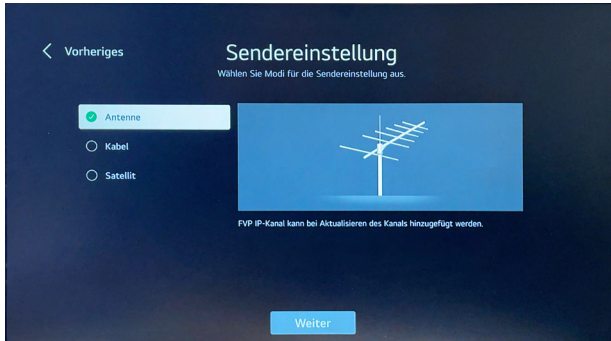 Vorheriges
Sendereinstellung
Wählen Sie Modi für die Sendereinstellung aus.
Antenne
Kabel
Satellit
FVP IP-Kanal kann bei Aktualisieren des Kanals hinzugefügt werden.
Weiter